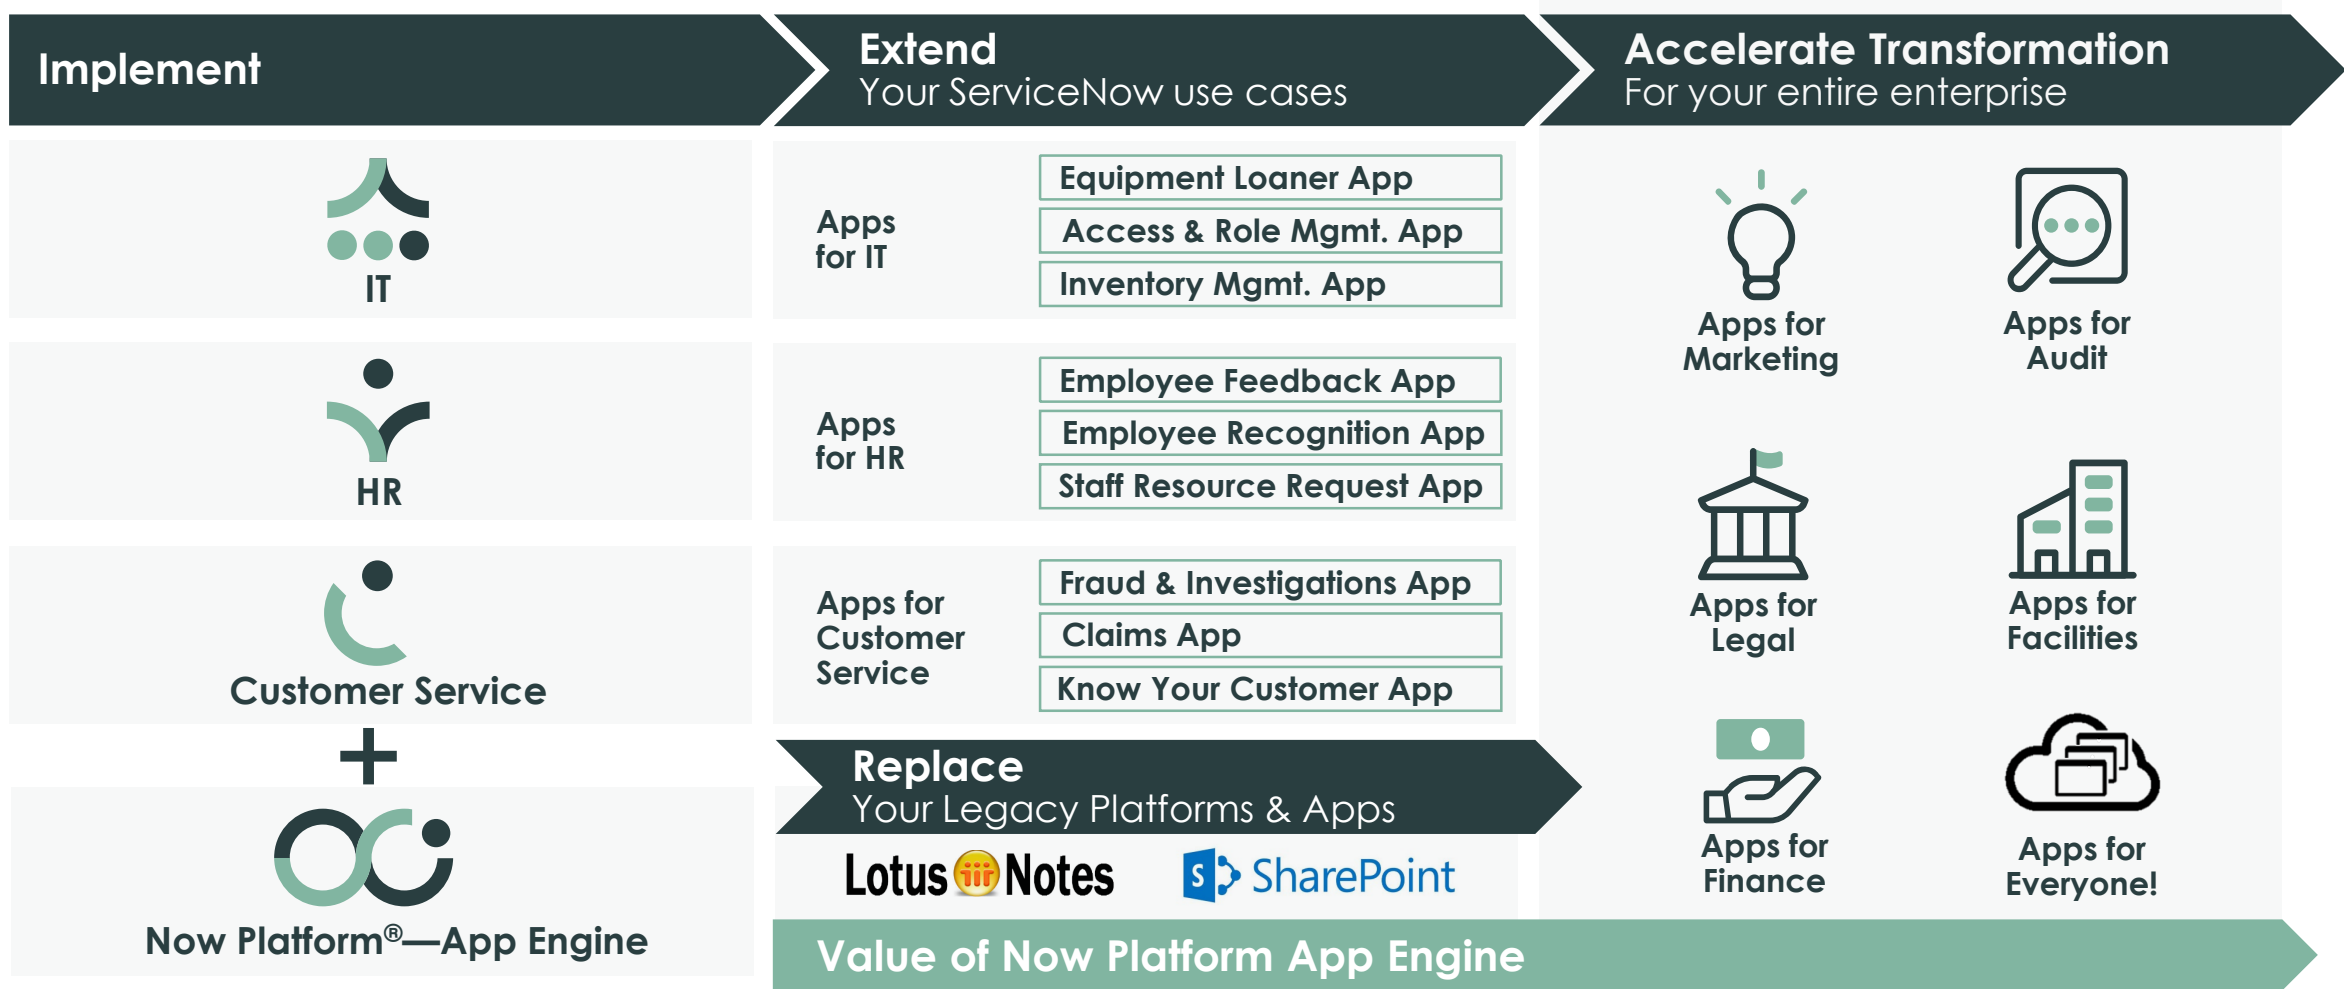 Implement
IT
HR
Customer Service
+
Now Platform®—App Engine
Extend
Your ServiceNow use cases
Apps
for IT
Equipment Loaner App
Access & Role Mgmt. App
Inventory Mgmt. App
Apps
for HR
Employee Feedback App
Employee Recognition App
Staff Resource Request App
Apps for
Customer
Service
Fraud & Investigations App
Claims App
Know Your Customer App
Replace
Your Legacy Platforms & Apps
Lotus Notes
S SharePoint
Accelerate Transformation
For your entire enterprise
Apps for
Marketing
Apps for
Audit
Apps for
Legal
Apps for
Facilities
Apps for
Finance
Apps for
Everyone!
Value of Now Platform App Engine